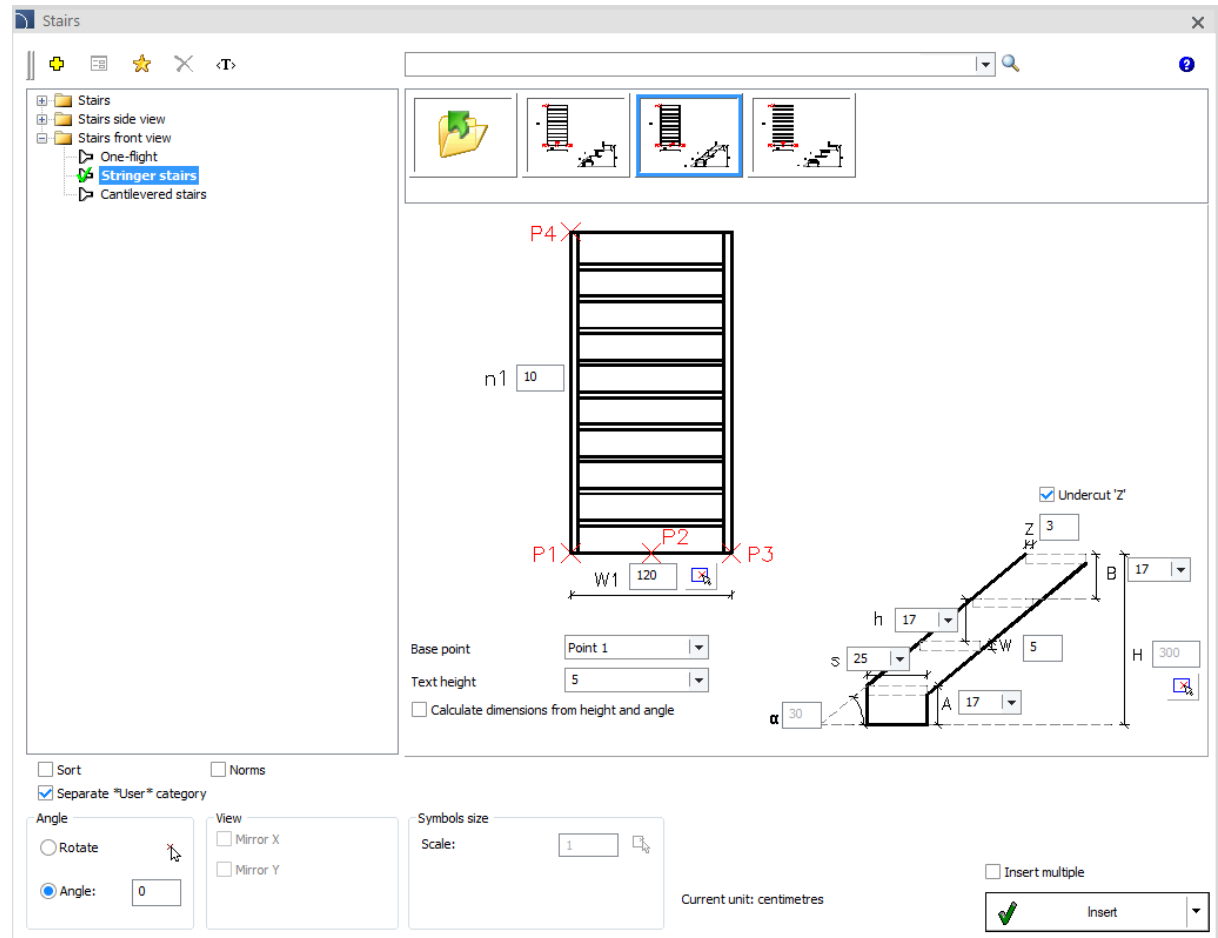 Stairs
<T>
Stairs
Stairs side view
Stairs front view
One-flight
Stringer stairs
Cantilevered stairs
P4
n1 10
P1 P2 P3
W1 120
Undercut 'Z'
Z 3
B 17
h 17
W 5
s 25
H 300
A 17
α 30
Base point Point 1
Text height 5
Calculate dimensions from height and angle
Sort Norms
Separate *User* category
Angle
Rotate
Angle: 0
View
Mirror X
Mirror Y
Symbols size
Scale: 1
Current unit: centimetres
Insert multiple
Insert